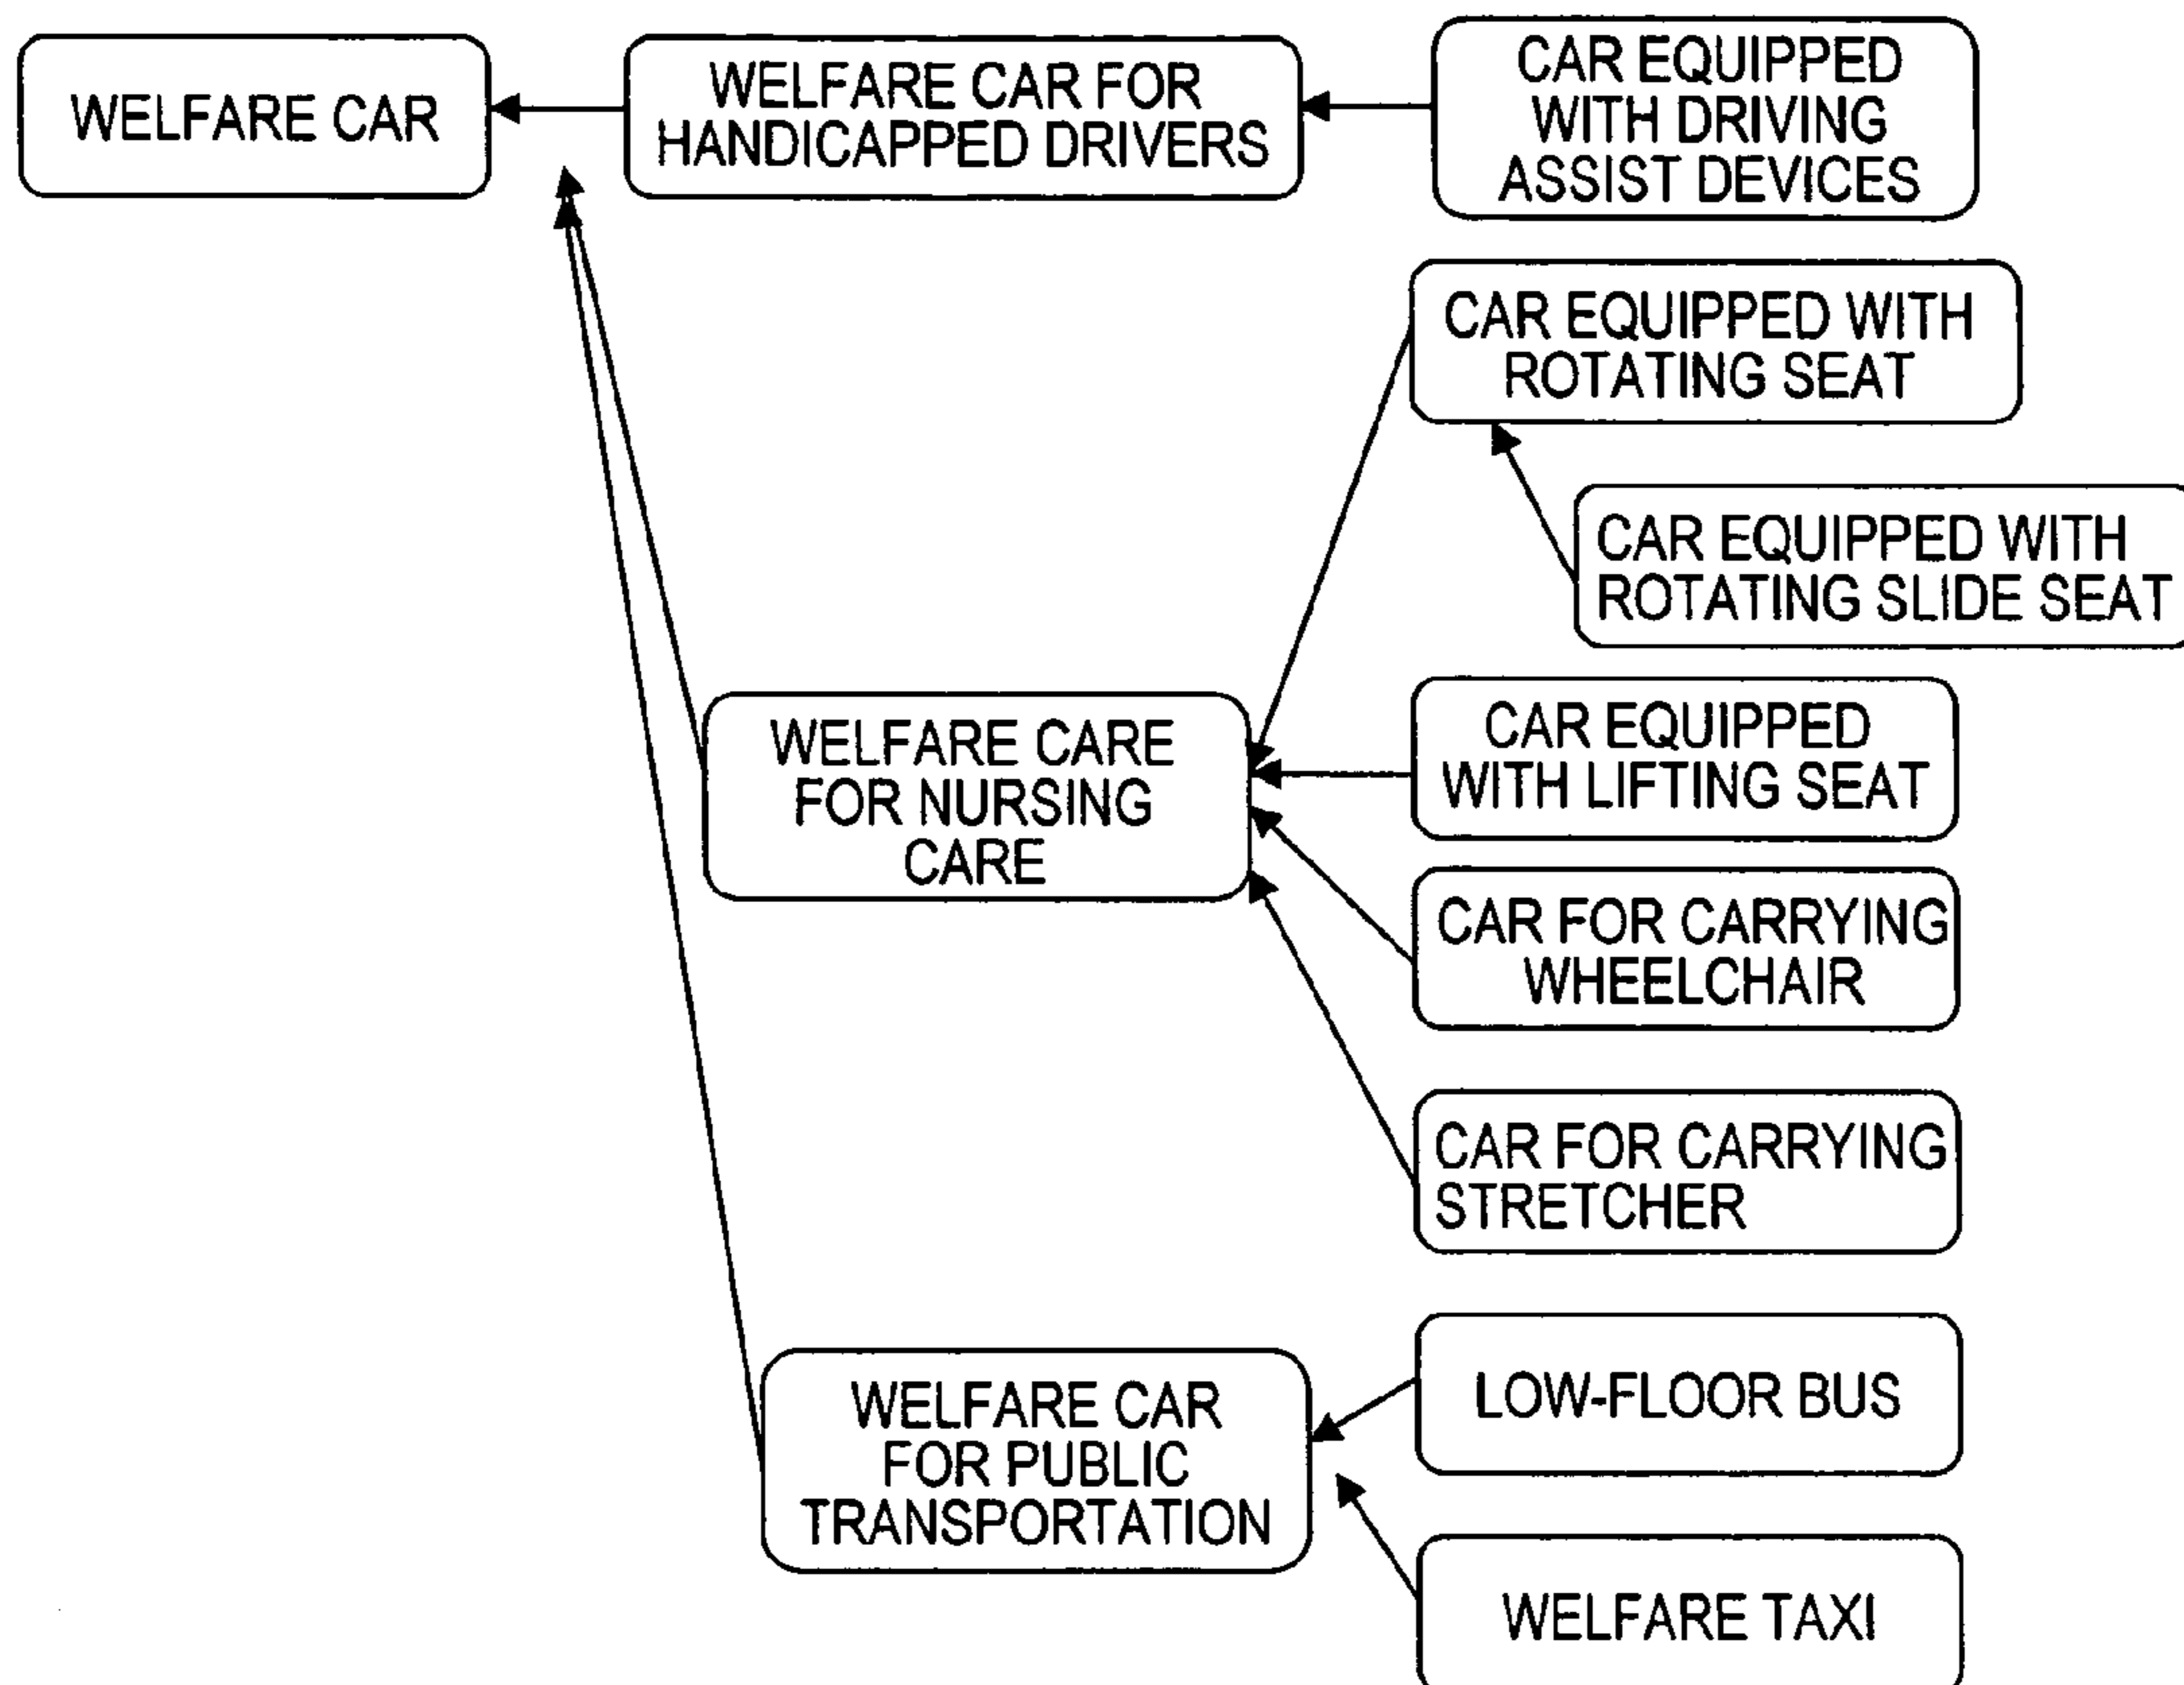 WELFARE CAR
WELFARE CAR FOR
HANDICAPPED DRIVERS
CAR EQUIPPED
WITH DRIVING
ASSIST DEVICES
CAR EQUIPPED WITH
ROTATING SEAT
CAR EQUIPPED WITH
ROTATING SLIDE SEAT
WELFARE CARE
FOR NURSING
CARE
CAR EQUIPPED
WITH LIFTING SEAT
CAR FOR CARRYING
WHEELCHAIR
CAR FOR CARRYING
STRETCHER
WELFARE CAR
FOR PUBLIC
TRANSPORTATION
LOW-FLOOR BUS
WELFARE TAXI